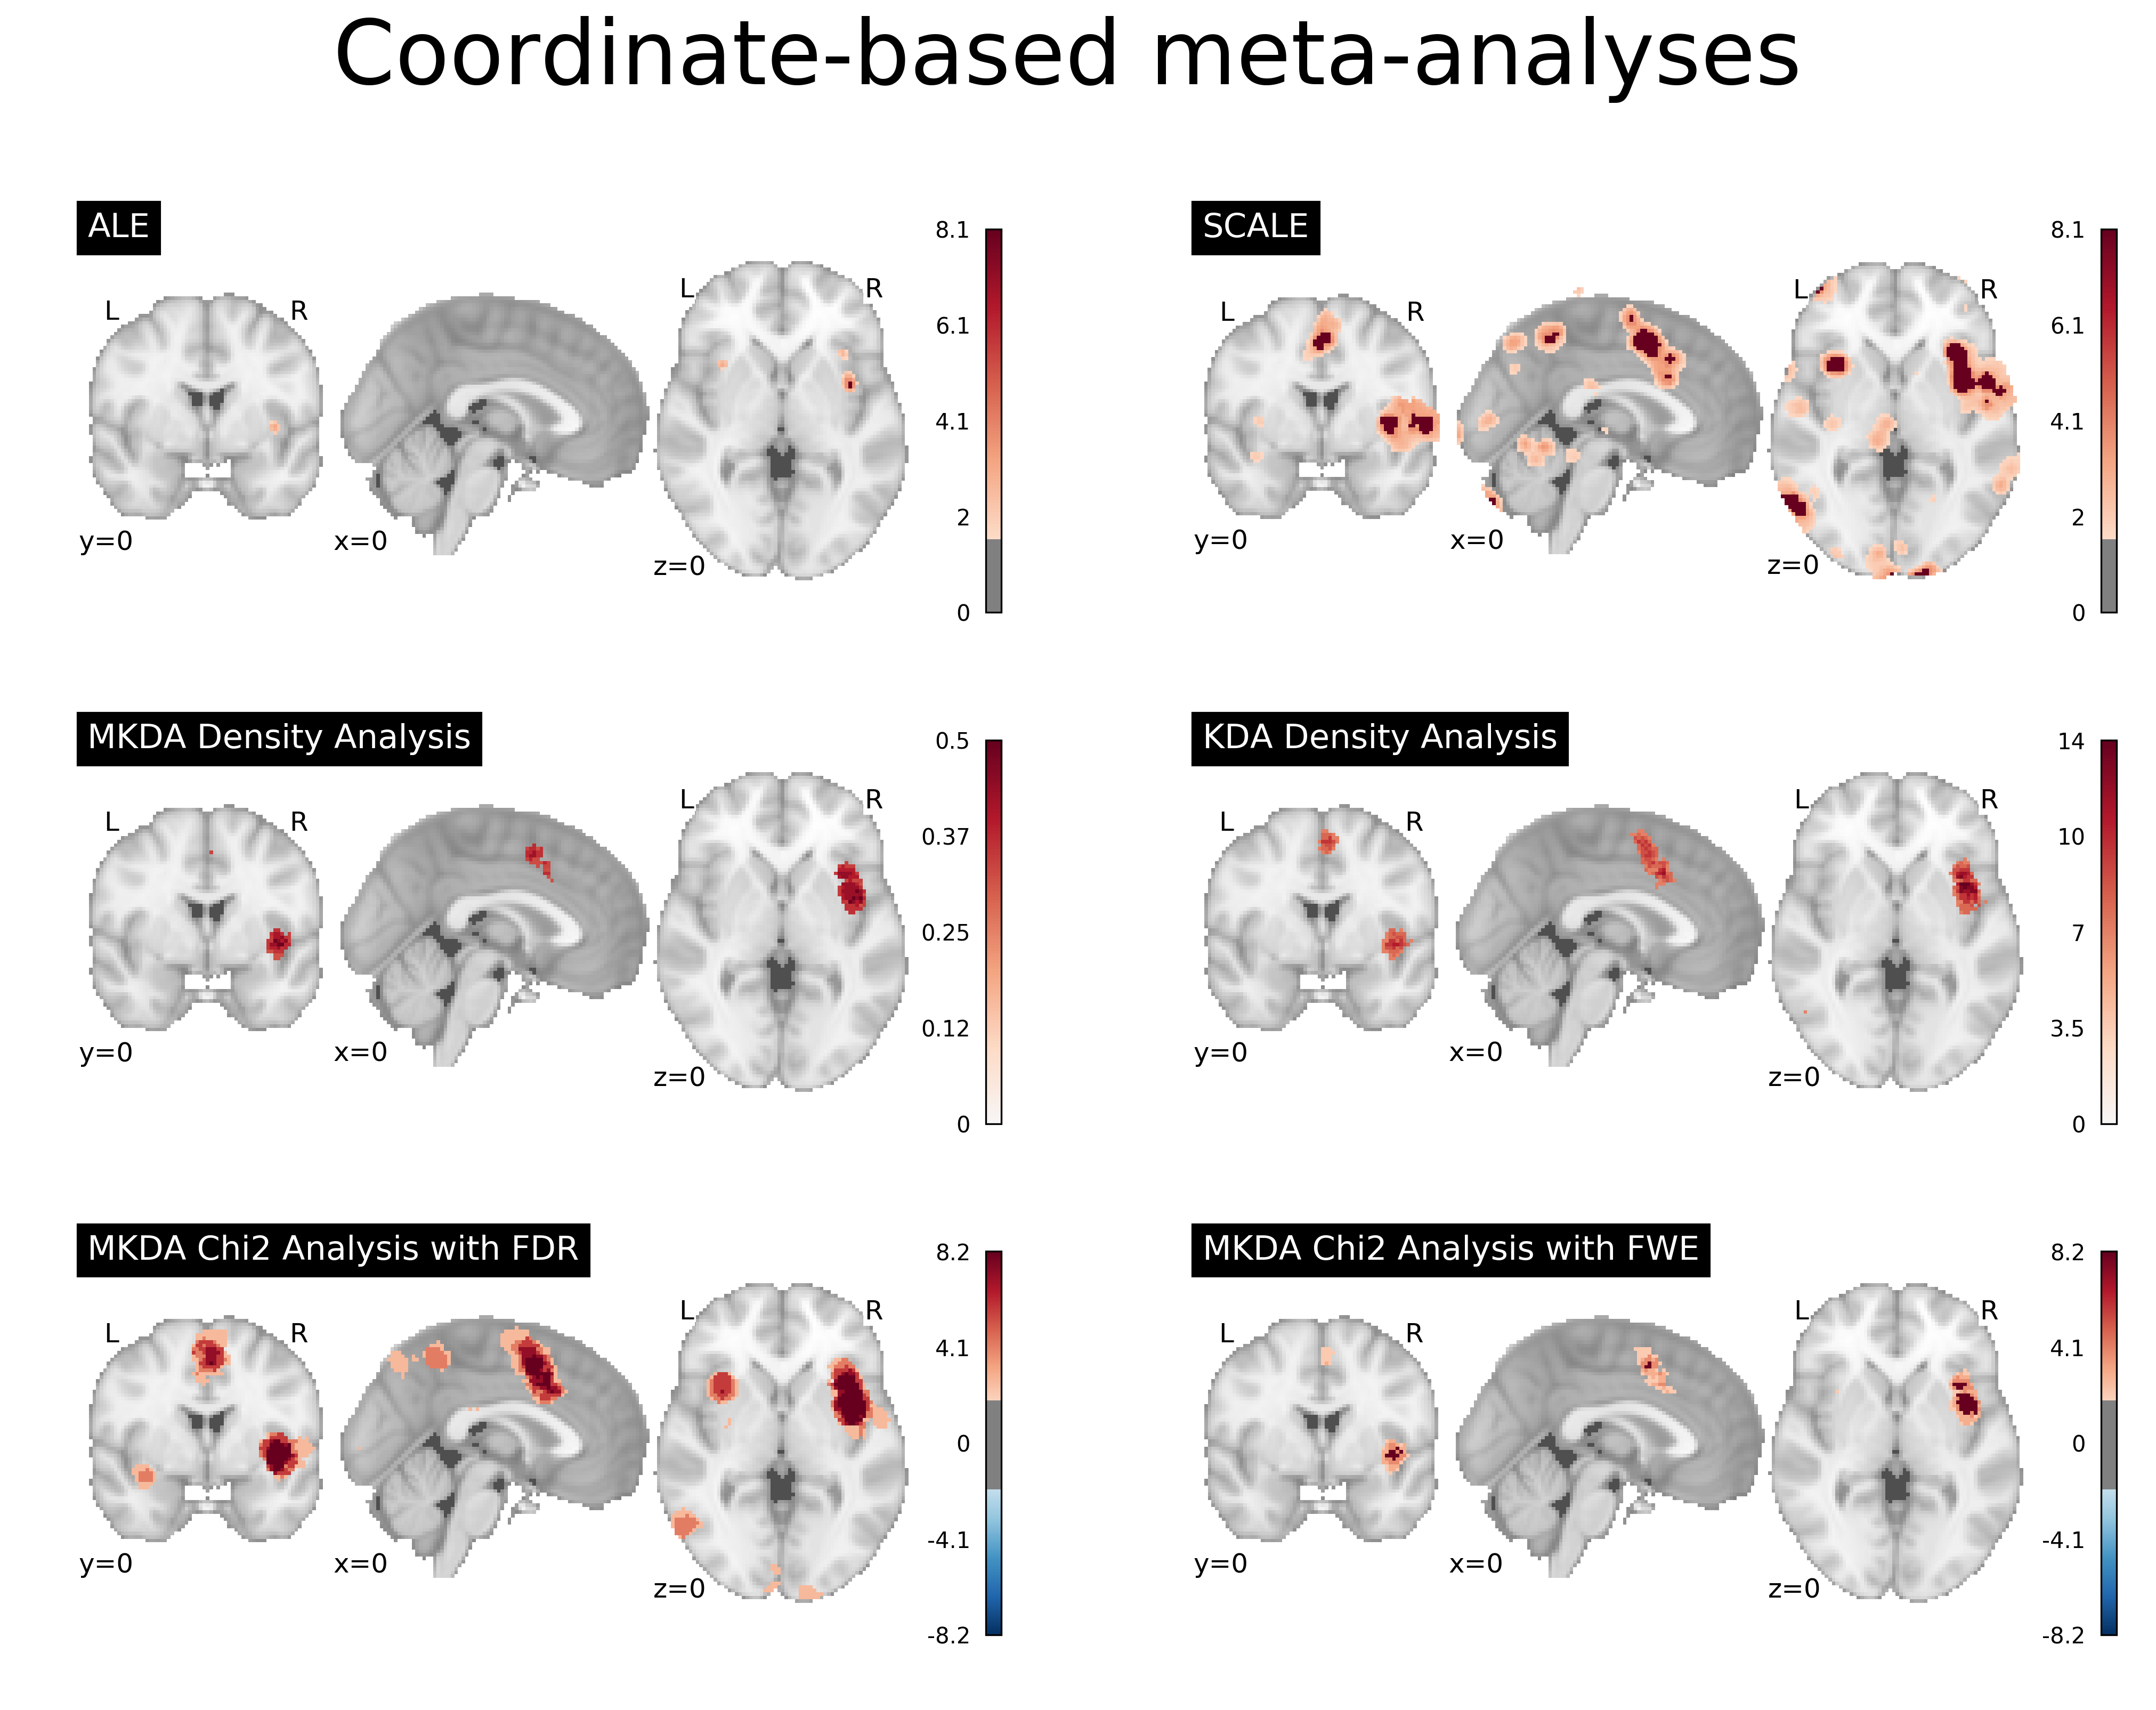 Coordinate-based meta-analyses
ALE
L
R
L
R
y=0
x=0
z=0
8.1
6.1
4.1
2
0
SCALE
L
R
L
R
y=0
x=0
z=0
8.1
6.1
4.1
2
0
MKDA Density Analysis
L
R
L
R
y=0
x=0
z=0
0.5
0.37
0.25
0.12
0
KDA Density Analysis
L
R
L
R
y=0
x=0
z=0
14
10
7
3.5
0
MKDA Chi2 Analysis with FDR
L
R
L
R
y=0
x=0
z=0
8.2
4.1
0
-4.1
-8.2
MKDA Chi2 Analysis with FWE
L
R
L
R
y=0
x=0
z=0
8.2
4.1
0
-4.1
-8.2